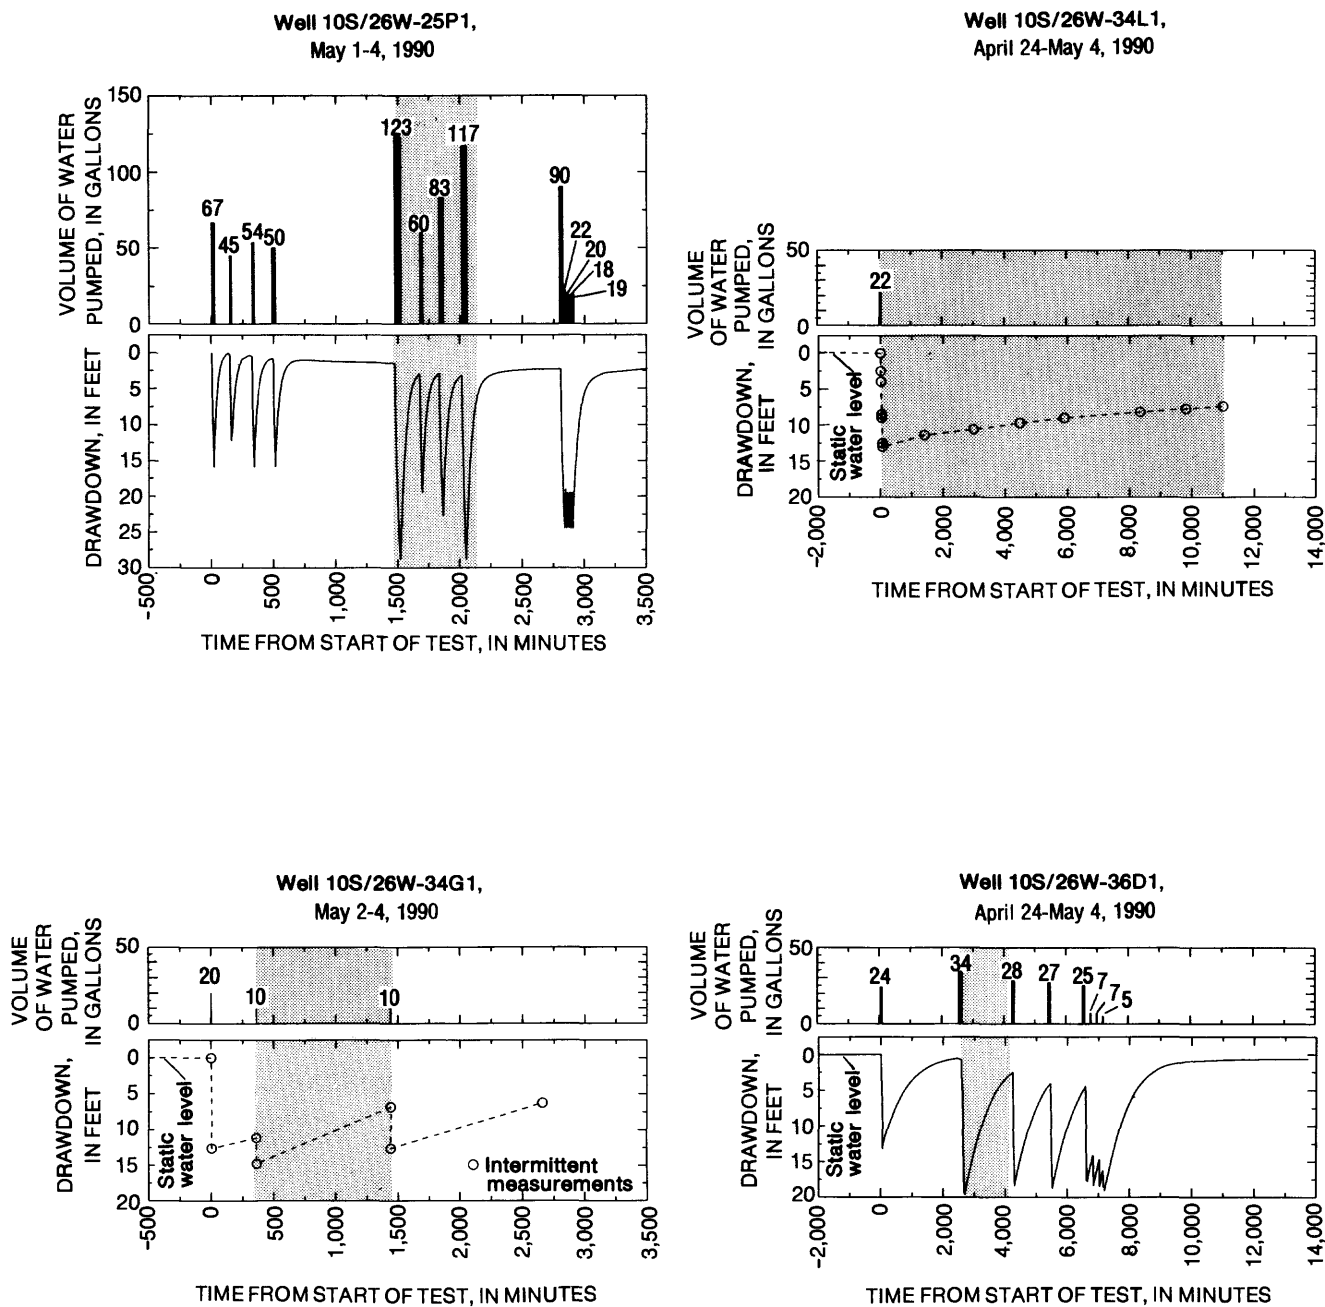 Well 10S/26W-25P1,
May 1-4, 1990
VOLUME OF WATER
PUMPED, IN GALLONS
150
100
50
0
67
45
54
50
123
60
83
117
90
22
20
18
19
DRAWDOWN, IN FEET
0
5
10
15
20
25
30
-500
0
500
1,000
1,500
2,000
2,500
3,000
3,500
TIME FROM START OF TEST, IN MINUTES
Well 10S/26W-34L1,
April 24-May 4, 1990
VOLUME
OF WATER
PUMPED,
IN GALLONS
50
0
22
DRAWDOWN,
IN FEET
0
5
10
15
20
Static
water level
-2,000
0
2,000
4,000
6,000
8,000
10,000
12,000
14,000
TIME FROM START OF TEST, IN MINUTES
Well 10S/26W-34G1,
May 2-4, 1990
VOLUME
OF WATER
PUMPED,
IN GALLONS
50
0
20
10
10
DRAWDOWN,
IN FEET
0
5
10
15
20
Static
water level
Intermittent
measurements
-500
0
500
1,000
1,500
2,000
2,500
3,000
3,500
TIME FROM START OF TEST, IN MINUTES
Well 10S/26W-36D1,
April 24-May 4, 1990
VOLUME
OF WATER
PUMPED,
IN GALLONS
50
0
24
34
28
27
25
7
7
5
DRAWDOWN,
IN FEET
0
5
10
15
20
Static
water level
-2,000
0
2,000
4,000
6,000
8,000
10,000
12,000
14,000
TIME FROM START OF TEST, IN MINUTES